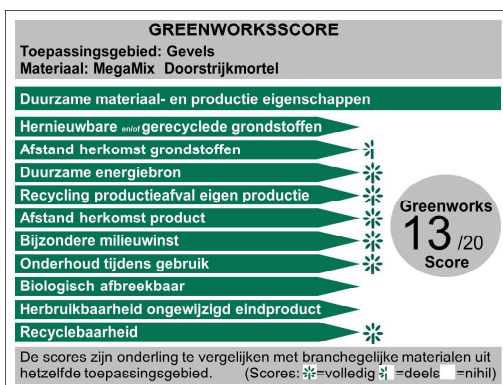 GREENWORKSSCORE
Toepassingsgebied: Gevels
Materiaal: MegaMix Doorstrijkmortel
Duurzame materiaal- en productie eigenschappen
Hernieuwbare en/of gerecyclede grondstoffen
Afstand herkomst grondstoffen
Duurzame energiebron
Recycling productieafval eigen productie
Afstand herkomst product
Bijzondere milieuwinst
Onderhoud tijdens gebruik
Biologisch afbreekbaar
Herbruikbaarheid ongewijzigd eindproduct
Recyclebaarheid
Greenworks
13 /20
Score
De scores zijn onderling te vergelijken met branchegelijke materialen uit
hetzelfde toepassingsgebied. (Scores: =volledig =deels =nihil)